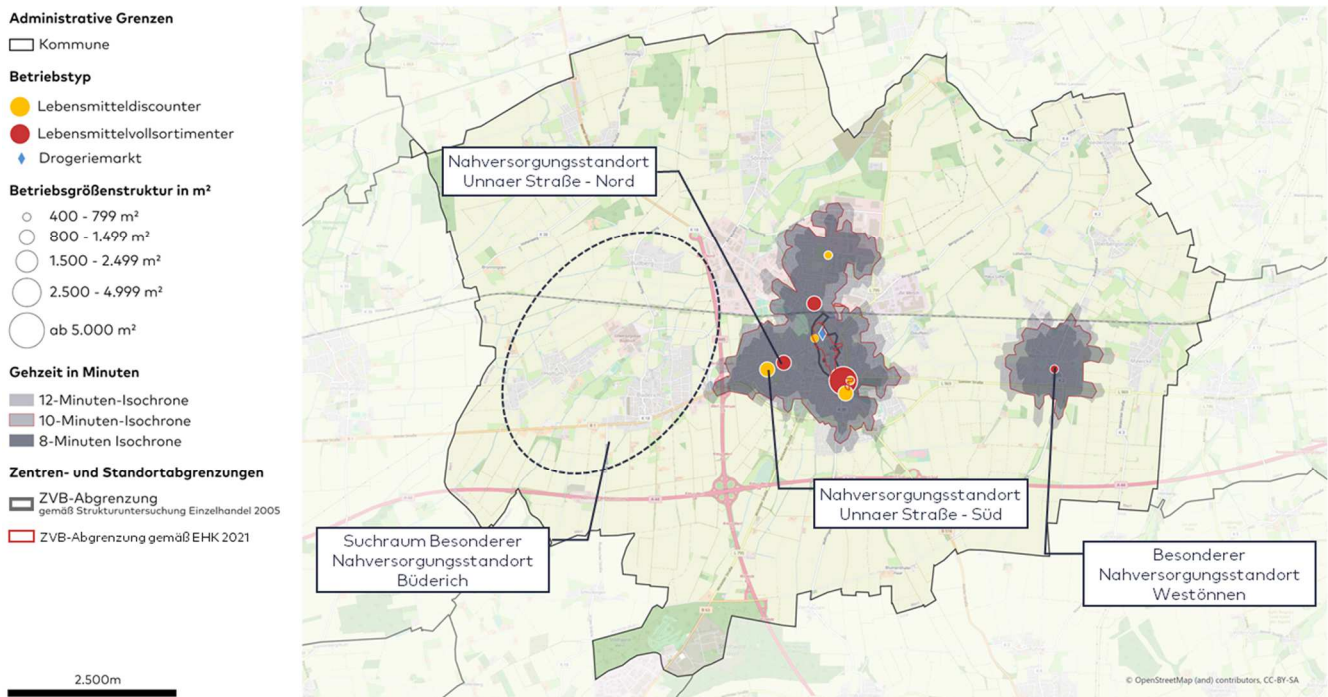 Administrative Grenzen
Kommune
Betriebstyp
Lebensmitteldiscounter
Lebensmittelvollsortimenter
Drogeriemarkt
Betriebsgrößenstruktur in m²
400 - 799 m²
800 - 1.499 m²
1.500 - 2.499 m²
2.500 - 4.999 m²
ab 5.000 m²
Gehzeit in Minuten
12-Minuten-Isochrone
10-Minuten-Isochrone
8-Minuten Isochrone
Zentren- und Standortabgrenzungen
ZVB-Abgrenzung
gemäß Strukturuntersuchung Einzelhandel 2005
ZVB-Abgrenzung gemäß EHK 2021
2.500m
Nahversorgungsstandort
Unnaer Straße - Nord
Nahversorgungsstandort
Unnaer Straße - Süd
Suchraum Besonderer
Nahversorgungsstandort
Büderich
Besonderer
Nahversorgungsstandort
Westönnen
© OpenStreetMap (and) contributors, CC-BY-SA